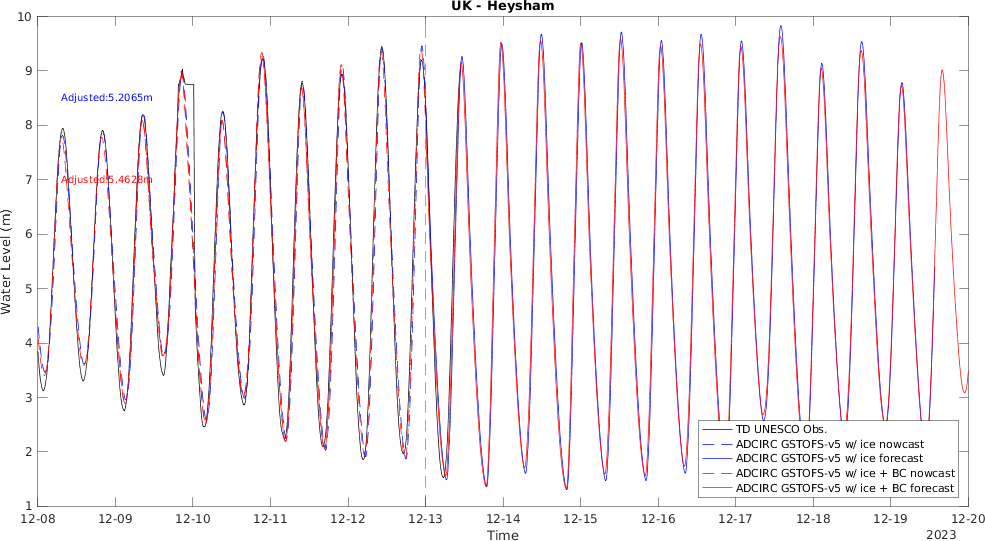 UK - Heysham
Water Level (m)
10
9
8
7
6
5
4
3
2
1
Adjusted:5.2065m
Adjusted:5.4628m
TD UNESCO Obs.
ADCIRC GSTOFS-v5 w/ ice nowcast
ADCIRC GSTOFS-v5 w/ ice forecast
ADCIRC GSTOFS-v5 w/ ice + BC nowcast
ADCIRC GSTOFS-v5 w/ ice + BC forecast
12-08 12-09 12-10 12-11 12-12 12-13 12-14 12-15 12-16 12-17 12-18 12-19 12-20
Time
2023